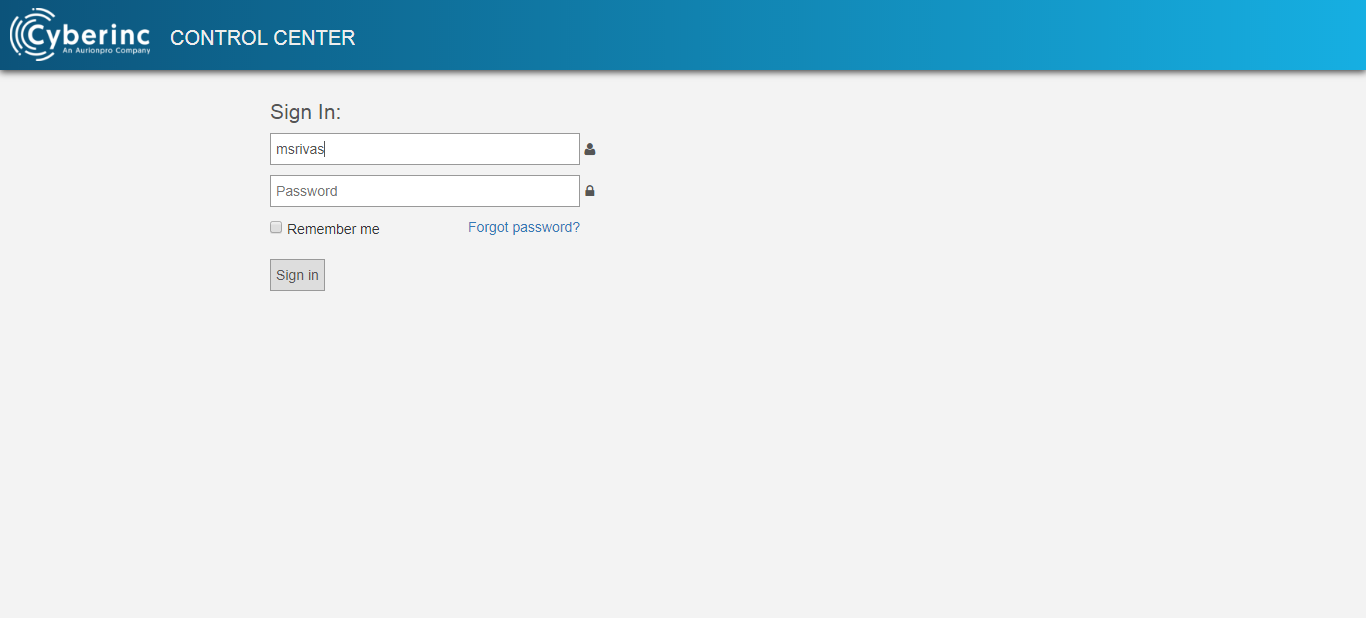 Cyberinc
An Aurionpro Company
CONTROL CENTER
Sign In:
msrivas
Password
Remember me
Forgot password?
Sign in